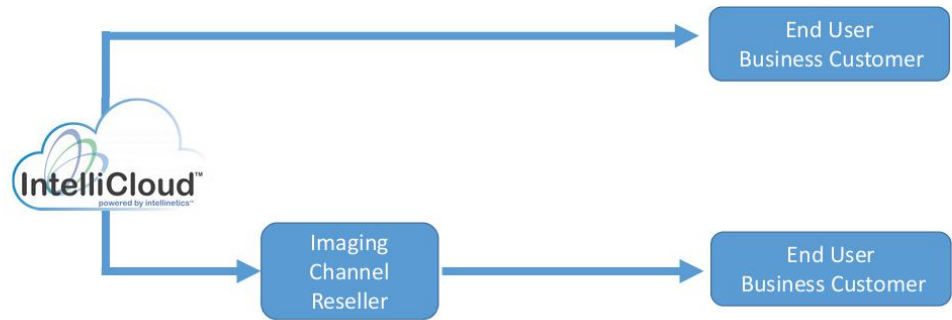 End User
Business Customer
IntelliCloud™
powered by intellinetics™
Imaging
Channel
Reseller
End User
Business Customer